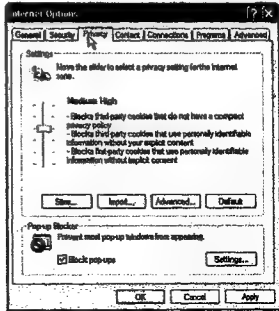 Internet Options
General Security Privacy Content Connections Programs Advanced
Settings
Move the slider to select a privacy setting for the Internet
zone.
Medium High
- Blocks third-party cookies that do not have a compact
privacy policy
- Blocks third-party cookies that use personally identifiable
information without your explicit consent
- Blocks first-party cookies that use personally identifiable
information without implicit consent
Sites... Import... Advanced... Default
Pop-up Blocker
Prevent most pop-up windows from appearing.
Block pop-ups Settings...
OK Cancel Apply